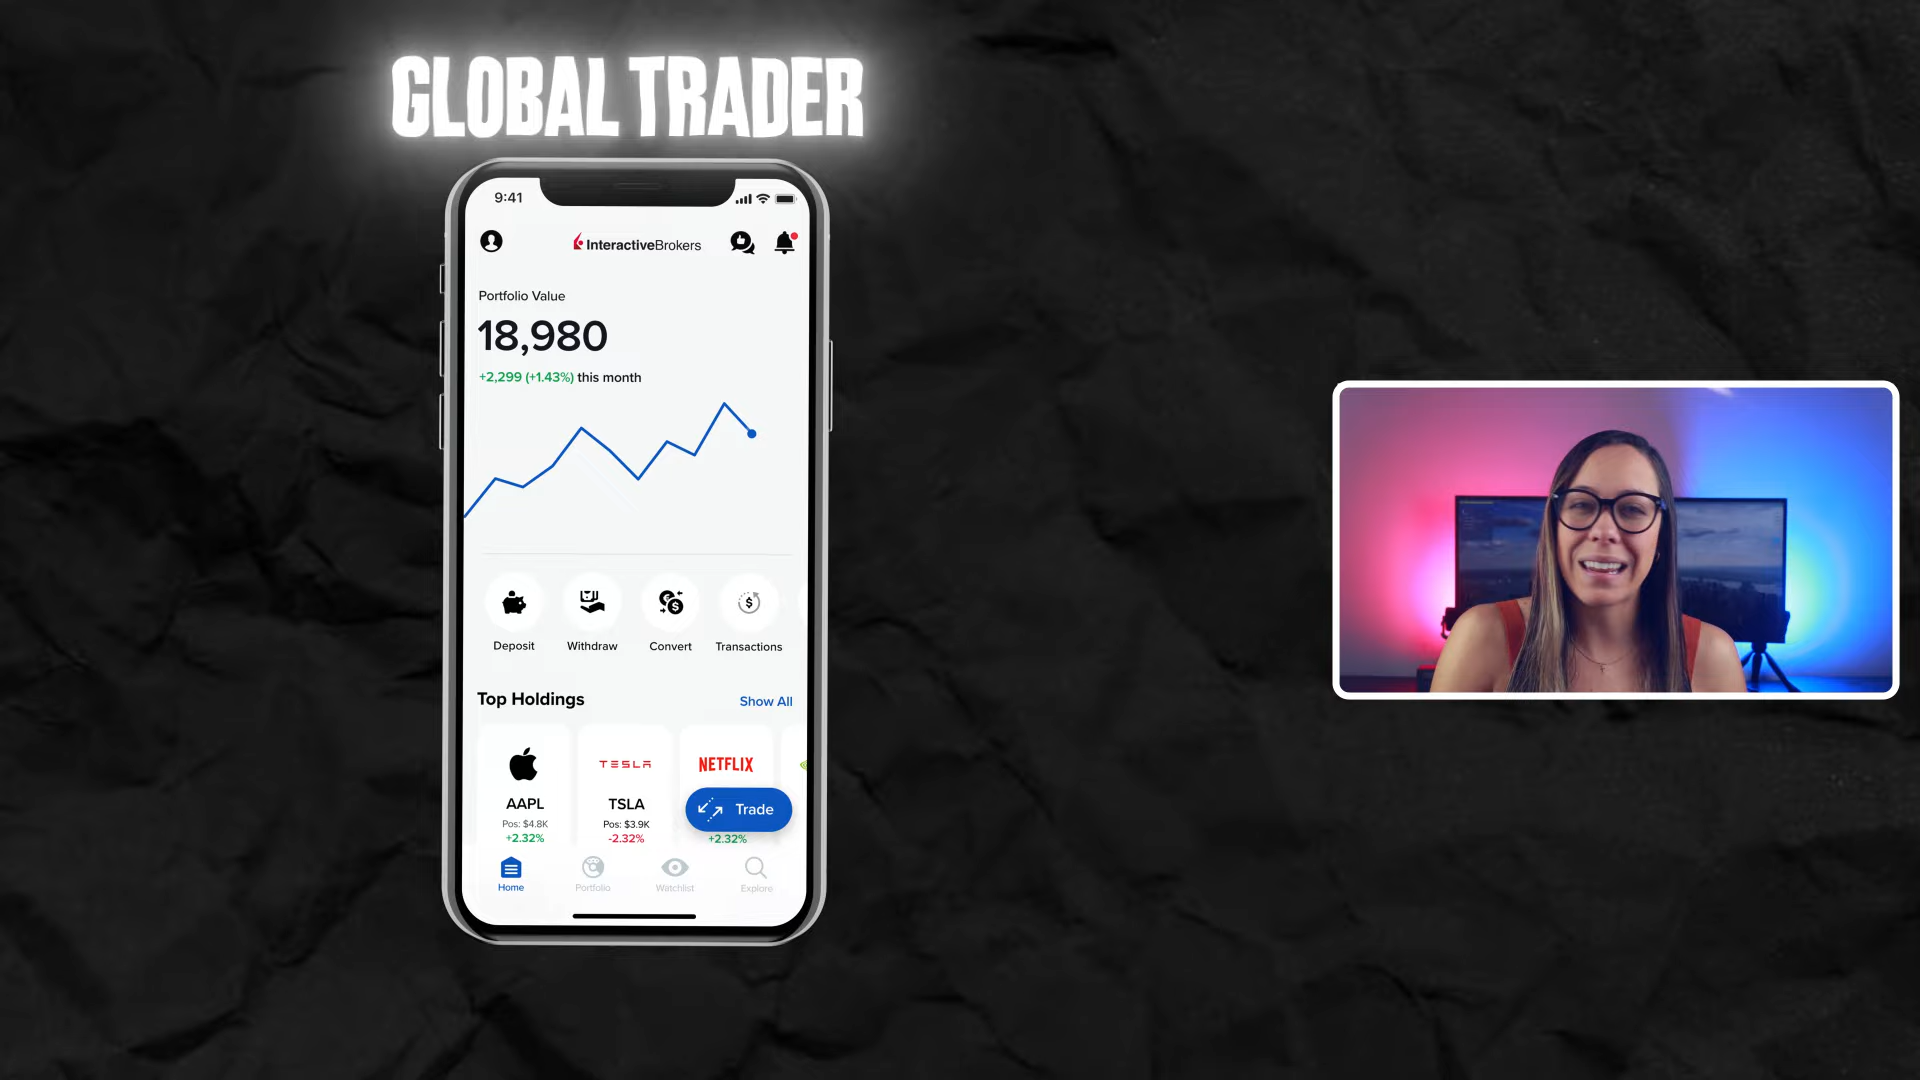 GLOBAL TRADER
9:41
InteractiveBrokers
Portfolio Value
18,980
+2,299 (+1.43%) this month
Deposit Withdraw Convert Transactions
Top Holdings Show All
TESLA NETFLIX
AAPL TSLA
Trade
Pos: $4.8K Pos: $3.9K
+2.32% -2.32% +2.32%
Home Portfolio Watchlist Explore